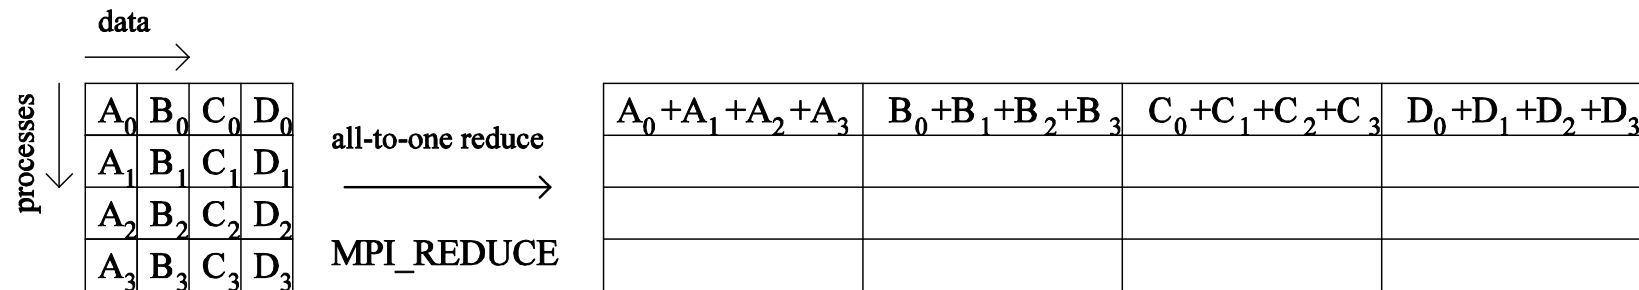 data
processes
A₀ B₀ C₀ D₀
A₁ B₁ C₁ D₁
A₂ B₂ C₂ D₂
A₃ B₃ C₃ D₃
all-to-one reduce
MPI_REDUCE
A₀+A₁+A₂+A₃ B₀+B₁+B₂+B₃ C₀+C₁+C₂+C₃ D₀+D₁+D₂+D₃